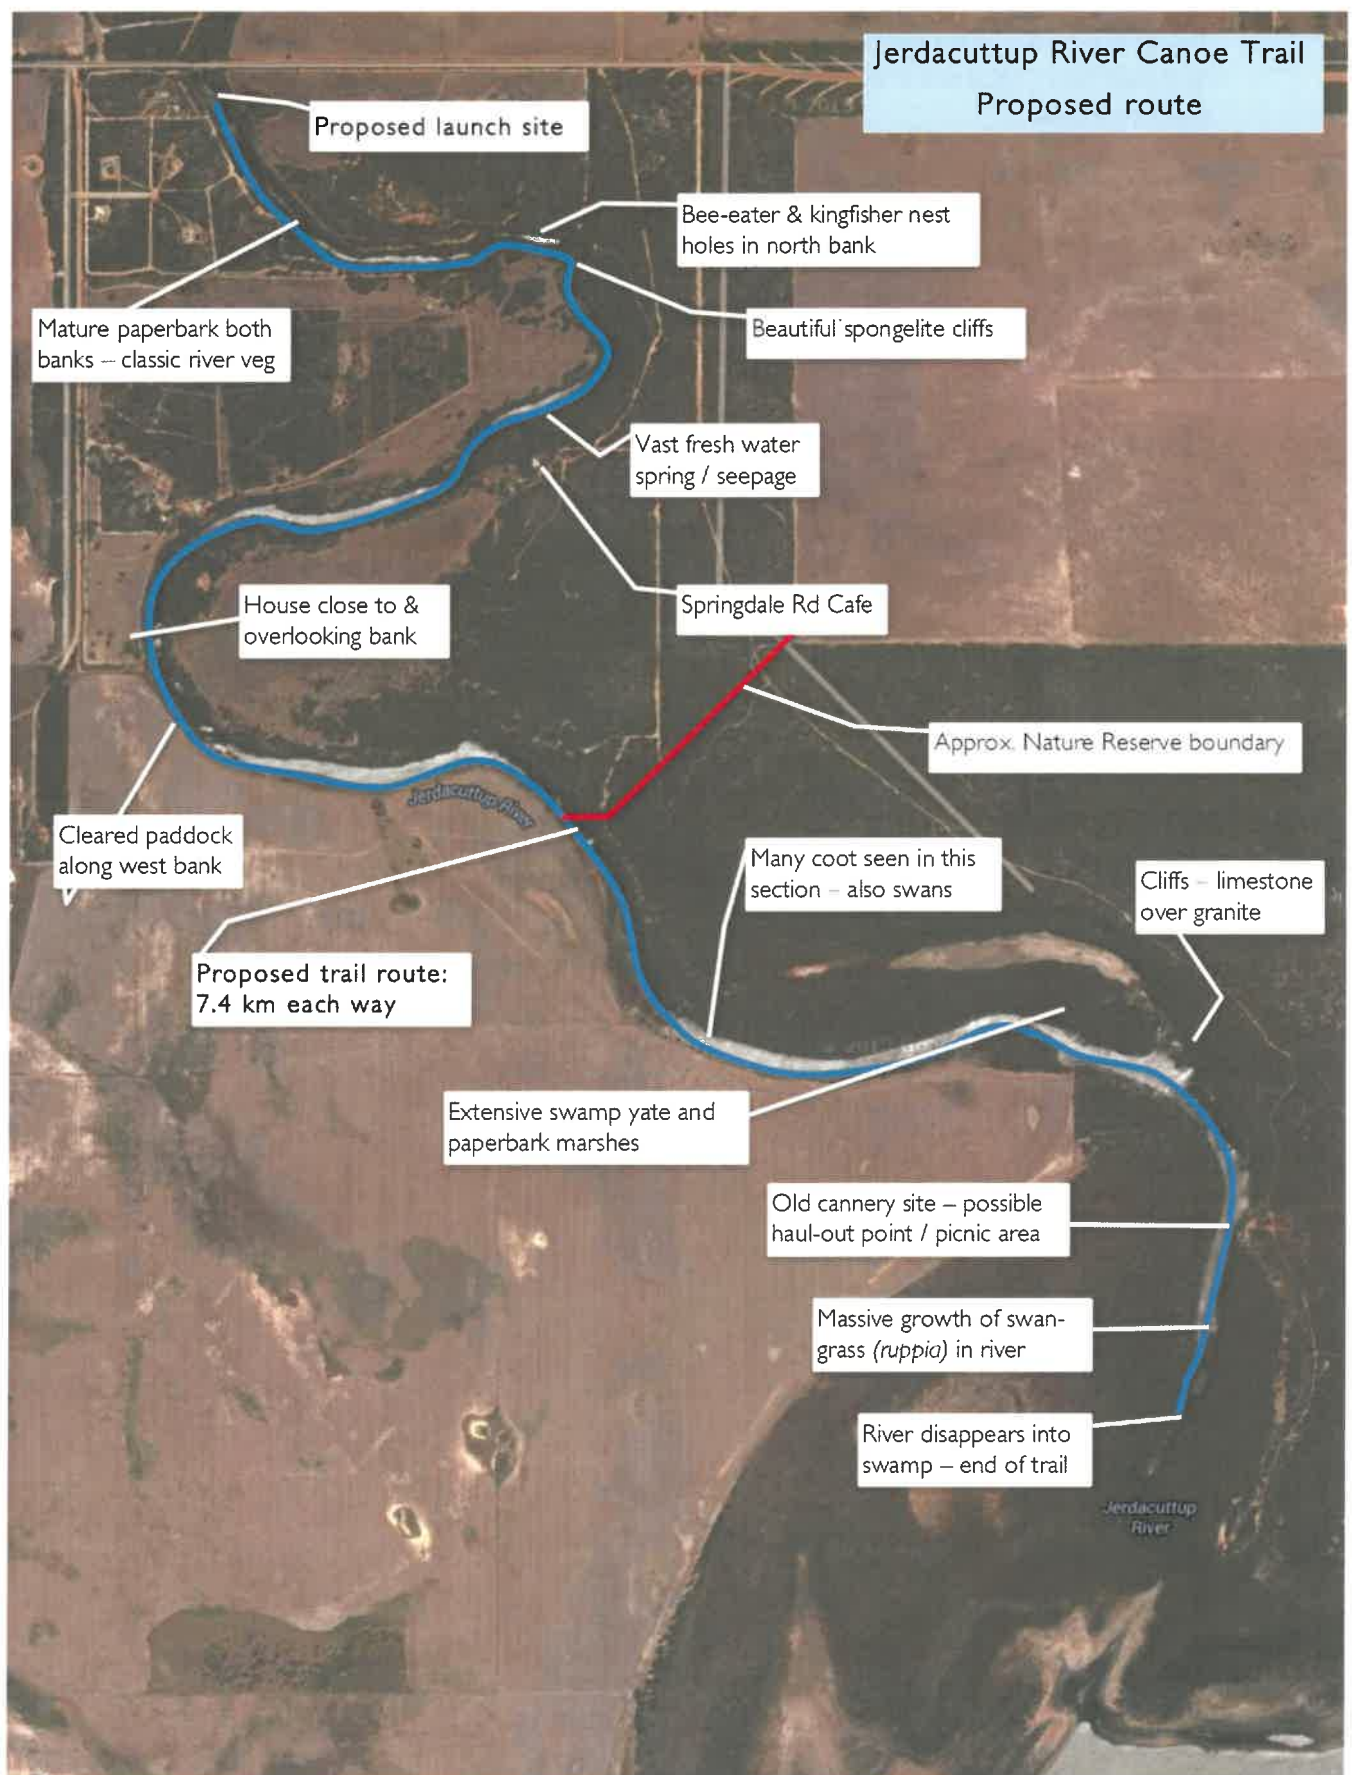 Jerdacuttup River Canoe Trail
Proposed route
Proposed launch site
Bee-eater & kingfisher nest
holes in north bank
Mature paperbark both
banks – classic river veg
Beautiful spongelite cliffs
Vast fresh water
spring / seepage
House close to &
overlooking bank
Springdale Rd Cafe
Approx. Nature Reserve boundary
Jerdacuttup River
Cleared paddock
along west bank
Many coot seen in this
section – also swans
Cliffs – limestone
over granite
Proposed trail route:
7.4 km each way
Extensive swamp yate and
paperbark marshes
Old cannery site – possible
haul-out point / picnic area
Massive growth of swan-
grass (ruppia) in river
River disappears into
swamp – end of trail
Jerdacuttup
River